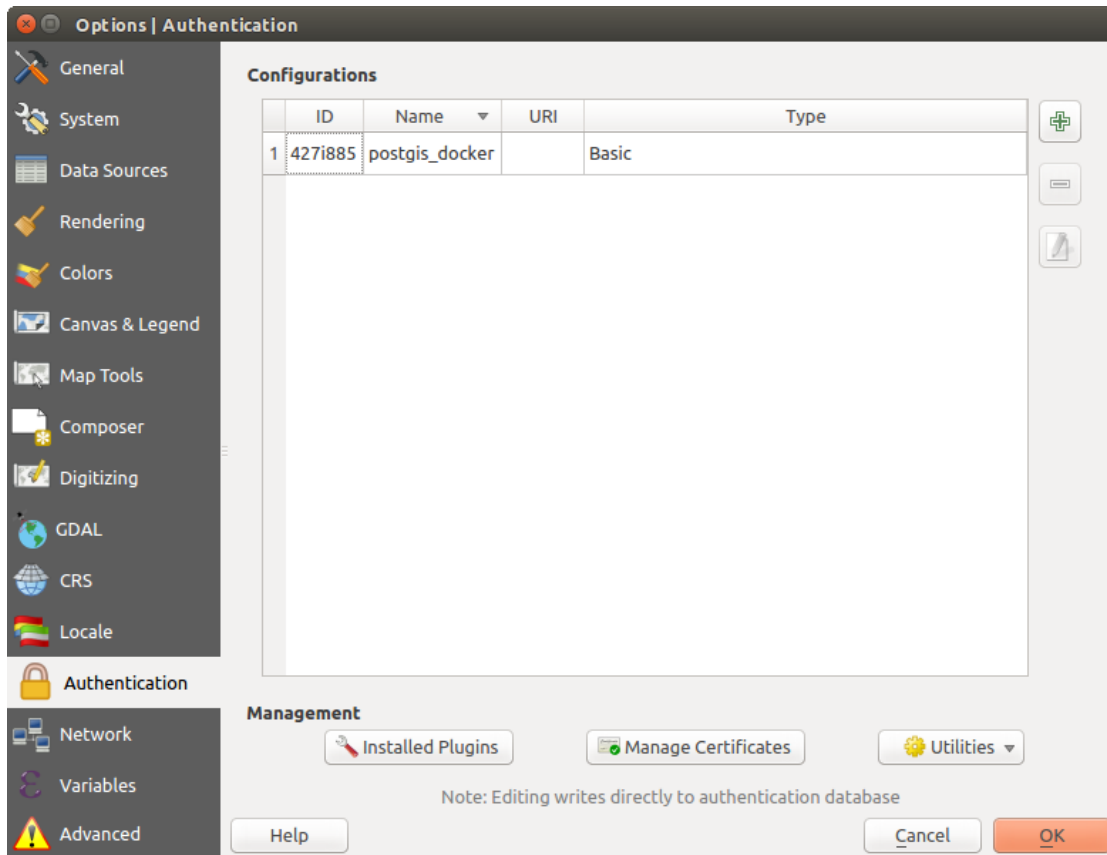 Options | Authentication
General
System
Data Sources
Rendering
Colors
Canvas & Legend
Map Tools
Composer
Digitizing
GDAL
CRS
Locale
Authentication
Network
Variables
Advanced
Configurations
ID Name URI Type
1 427i885 postgis_docker Basic
Management
Installed Plugins Manage Certificates Utilities
Note: Editing writes directly to authentication database
Help Cancel OK